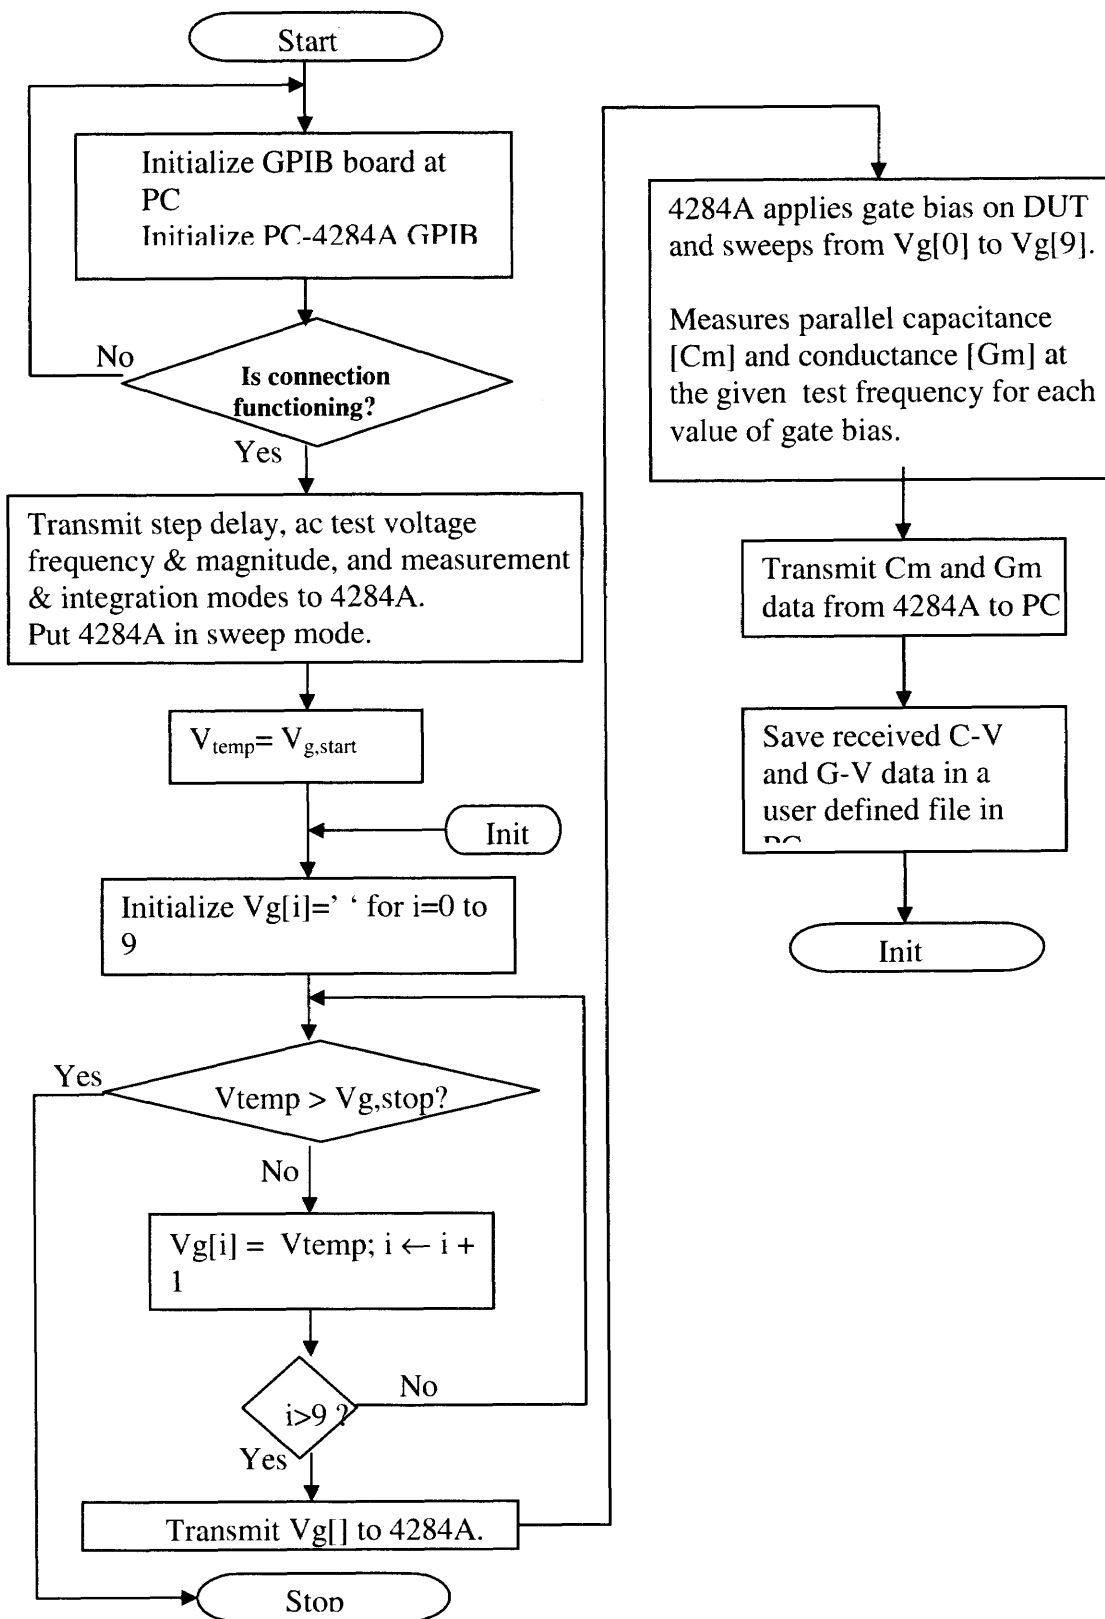 Start
Initialize GPIB board at
PC
Initialize PC-4284A GPIB
No
Is connection
functioning?
Yes
Transmit step delay, ac test voltage
frequency & magnitude, and measurement
& integration modes to 4284A.
Put 4284A in sweep mode.
Vtemp= Vg,start
Init
Initialize Vg[i]=’ ‘ for i=0 to
9
Yes
Vtemp > Vg,stop?
No
Vg[i] = Vtemp; i ← i +
1
No
i>9 ?
Yes
Transmit Vg[] to 4284A.
Stop
4284A applies gate bias on DUT
and sweeps from Vg[0] to Vg[9].
Measures parallel capacitance
[Cm] and conductance [Gm] at
the given test frequency for each
value of gate bias.
Transmit Cm and Gm
data from 4284A to PC
Save received C-V
and G-V data in a
user defined file in
Init